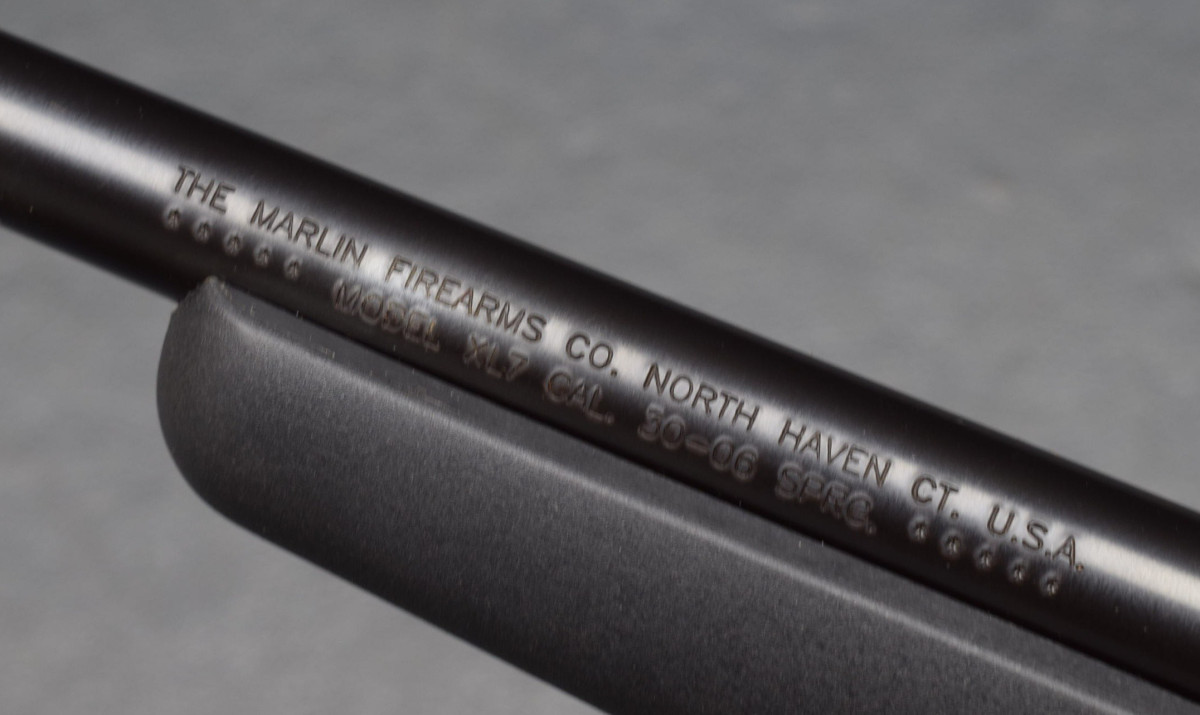 THE MARLIN FIREARMS CO. NORTH HAVEN CT. U.S.A.
***** MODEL XL7 CAL. 30-06 SPRG. *****